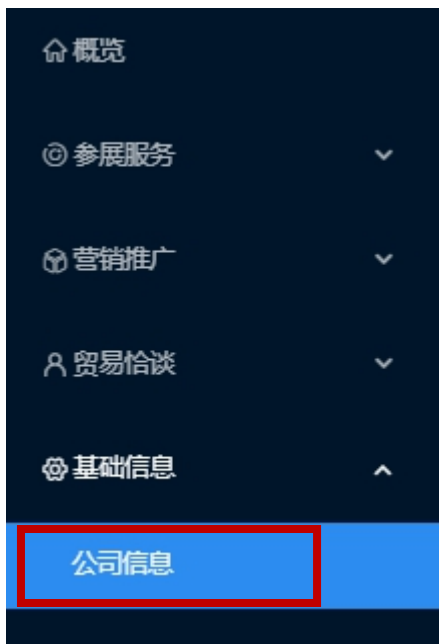 概览
参展服务
营销推广
贸易恰谈
基础信息
公司信息